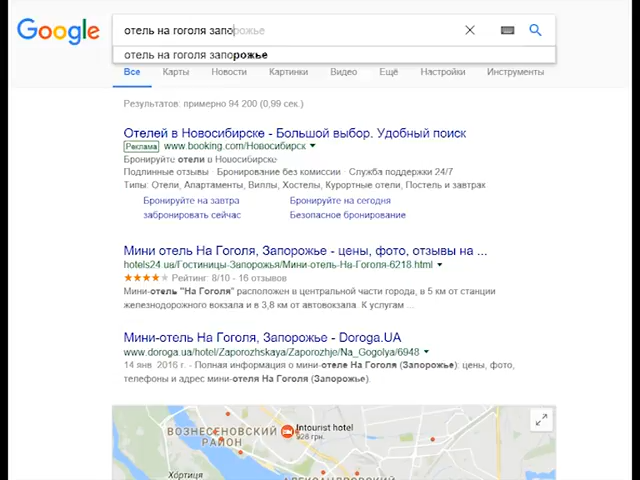 Google
отель на гоголя запорожье
отель на гоголя запорожье
Все Карты Новости Картинки Видео Ещё Настройки Инструменты
Результатов: примерно 94 200 (0,99 сек.)
Отелей в Новосибирске - Большой выбор. Удобный поиск
Реклама www.booking.com/Новосибирск
Бронируйте отели в Новосибирске
Подлинные отзывы · Бронирование без комиссии · Служба поддержки 24/7
Типы: Отели, Апартаменты, Виллы, Хостелы, Курортные отели, Постель и завтрак
Бронируйте на завтра Бронируйте на сегодня
забронировать сейчас Безопасное бронирование
Мини отель На Гоголя, Запорожье - цены, фото, отзывы на ...
hotels24.ua/Гостиницы-Запорожья/Мини-отель-На-Гоголя-6218.html
Рейтинг: 8/10 - 16 отзывов
Мини-отель "На Гоголя" расположен в центральной части города, в 5 км от станции
железнодорожного вокзала и в 3,8 км от автовокзала. К услугам ...
Мини-отель На Гоголя, Запорожье - Doroga.UA
www.doroga.ua/hotel/Zaporozhskaya/Zaporozhje/Na_Gogolya/6948
14 янв. 2016 г. - Полная информация о мини-отеле На Гоголя (Запорожье): цены, фото,
телефоны и адрес мини-отеля На Гоголя (Запорожье).
ВОЗНЕСЕНОВСКИЙ
РАЙОН
Intourist hotel
928 грн.
Хортиця
АЛЕКСАНДРОВСКИЙ